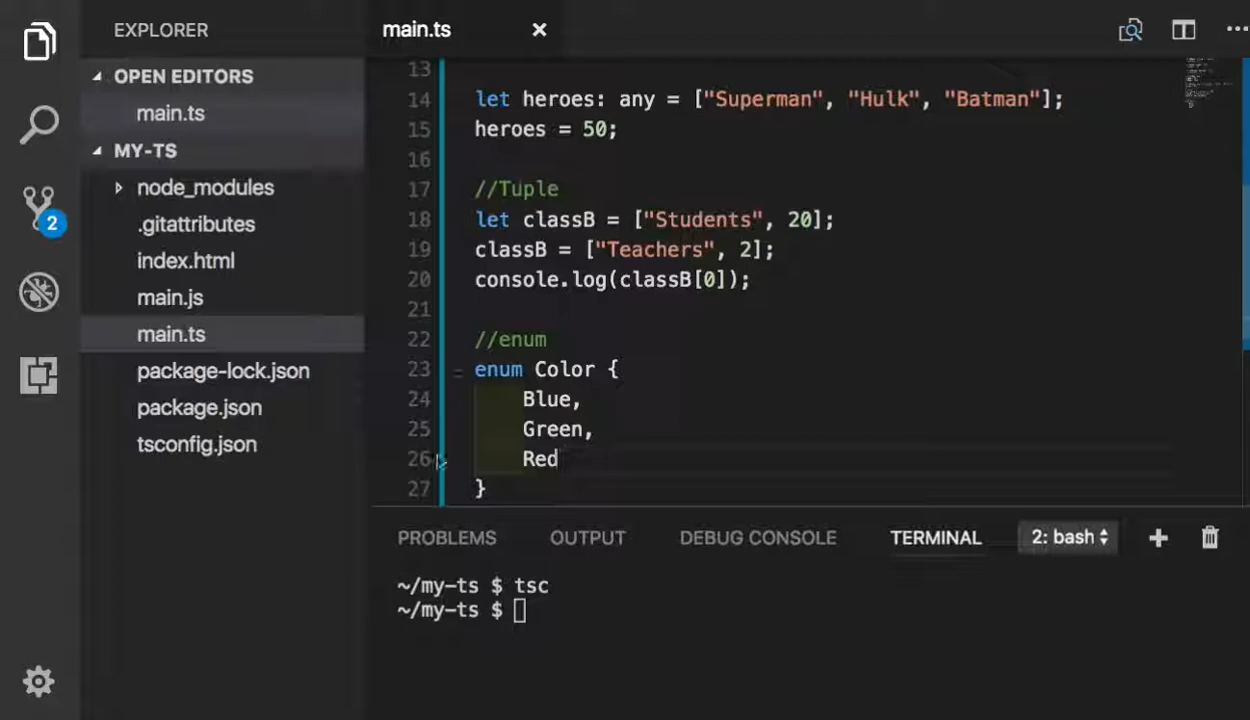 EXPLORER
OPEN EDITORS
main.ts
MY-TS
node_modules
.gitattributes
index.html
main.js
main.ts
package-lock.json
package.json
tsconfig.json
2
main.ts
13
14 let heroes: any = ["Superman", "Hulk", "Batman"];
15 heroes = 50;
16
17 //Tuple
18 let classB = ["Students", 20];
19 classB = ["Teachers", 2];
20 console.log(classB[0]);
21
22 //enum
23 enum Color {
24 Blue,
25 Green,
26 Red
27 }
PROBLEMS OUTPUT DEBUG CONSOLE TERMINAL 2: bash
~/my-ts $ tsc
~/my-ts $